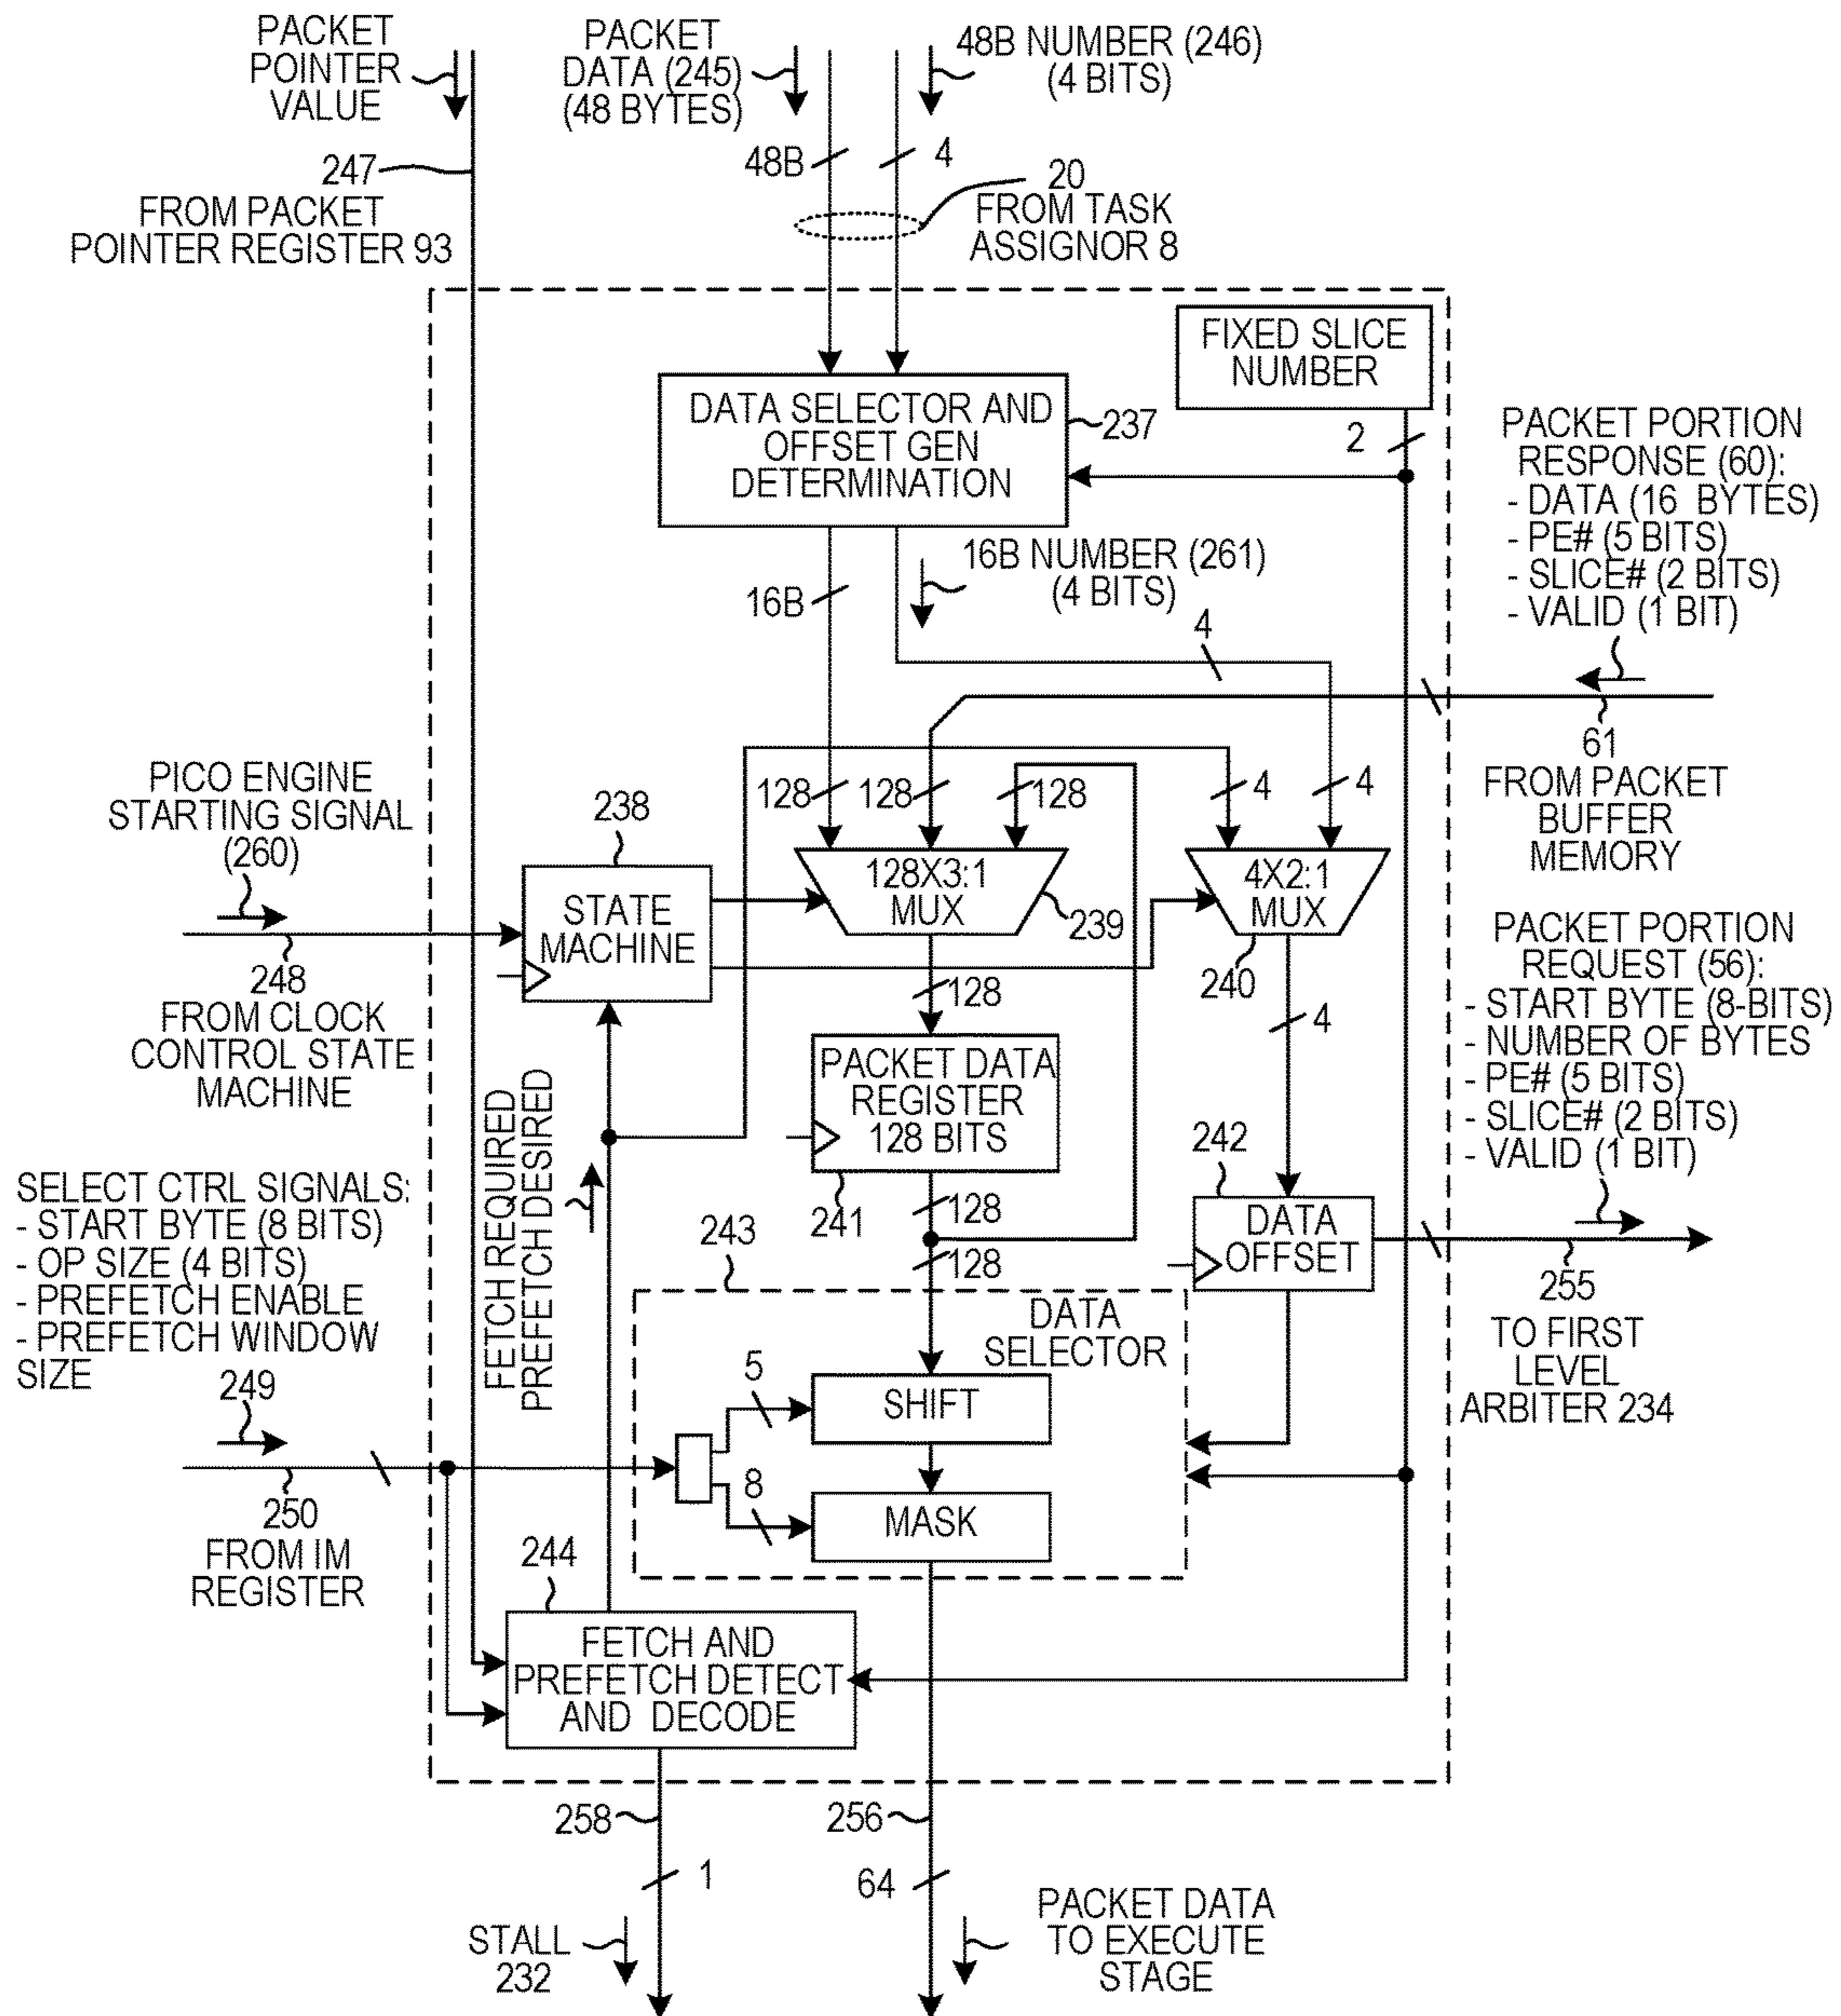 PACKET
POINTER
VALUE
PACKET
DATA (245)
(48 BYTES)
48B NUMBER (246)
(4 BITS)
48B
4
247
FROM PACKET
POINTER REGISTER 93
20
FROM TASK
ASSIGNOR 8
FIXED SLICE
NUMBER
2
DATA SELECTOR AND
OFFSET GEN
DETERMINATION
237
PACKET PORTION
RESPONSE (60):
- DATA (16 BYTES)
- PE# (5 BITS)
- SLICE# (2 BITS)
- VALID (1 BIT)
16B
16B NUMBER (261)
(4 BITS)
4
61
FROM PACKET
BUFFER
MEMORY
PICO ENGINE
STARTING SIGNAL
(260)
248
FROM CLOCK
CONTROL STATE
MACHINE
238
STATE
MACHINE
128
128
128
4
4
128X3:1
MUX
239
4X2:1
MUX
240
128
4
PACKET PORTION
REQUEST (56):
- START BYTE (8-BITS)
- NUMBER OF BYTES
- PE# (5 BITS)
- SLICE# (2 BITS)
- VALID (1 BIT)
PACKET DATA
REGISTER
128 BITS
241
128
128
FETCH REQUIRED
PREFETCH DESIRED
242
DATA
OFFSET
255
TO FIRST
LEVEL
ARBITER 234
SELECT CTRL SIGNALS:
- START BYTE (8 BITS)
- OP SIZE (4 BITS)
- PREFETCH ENABLE
- PREFETCH WINDOW
SIZE
249
250
FROM IM
REGISTER
243
DATA
SELECTOR
5
SHIFT
8
MASK
244
FETCH AND
PREFETCH DETECT
AND DECODE
258
1
STALL
232
256
64
PACKET DATA
TO EXECUTE
STAGE